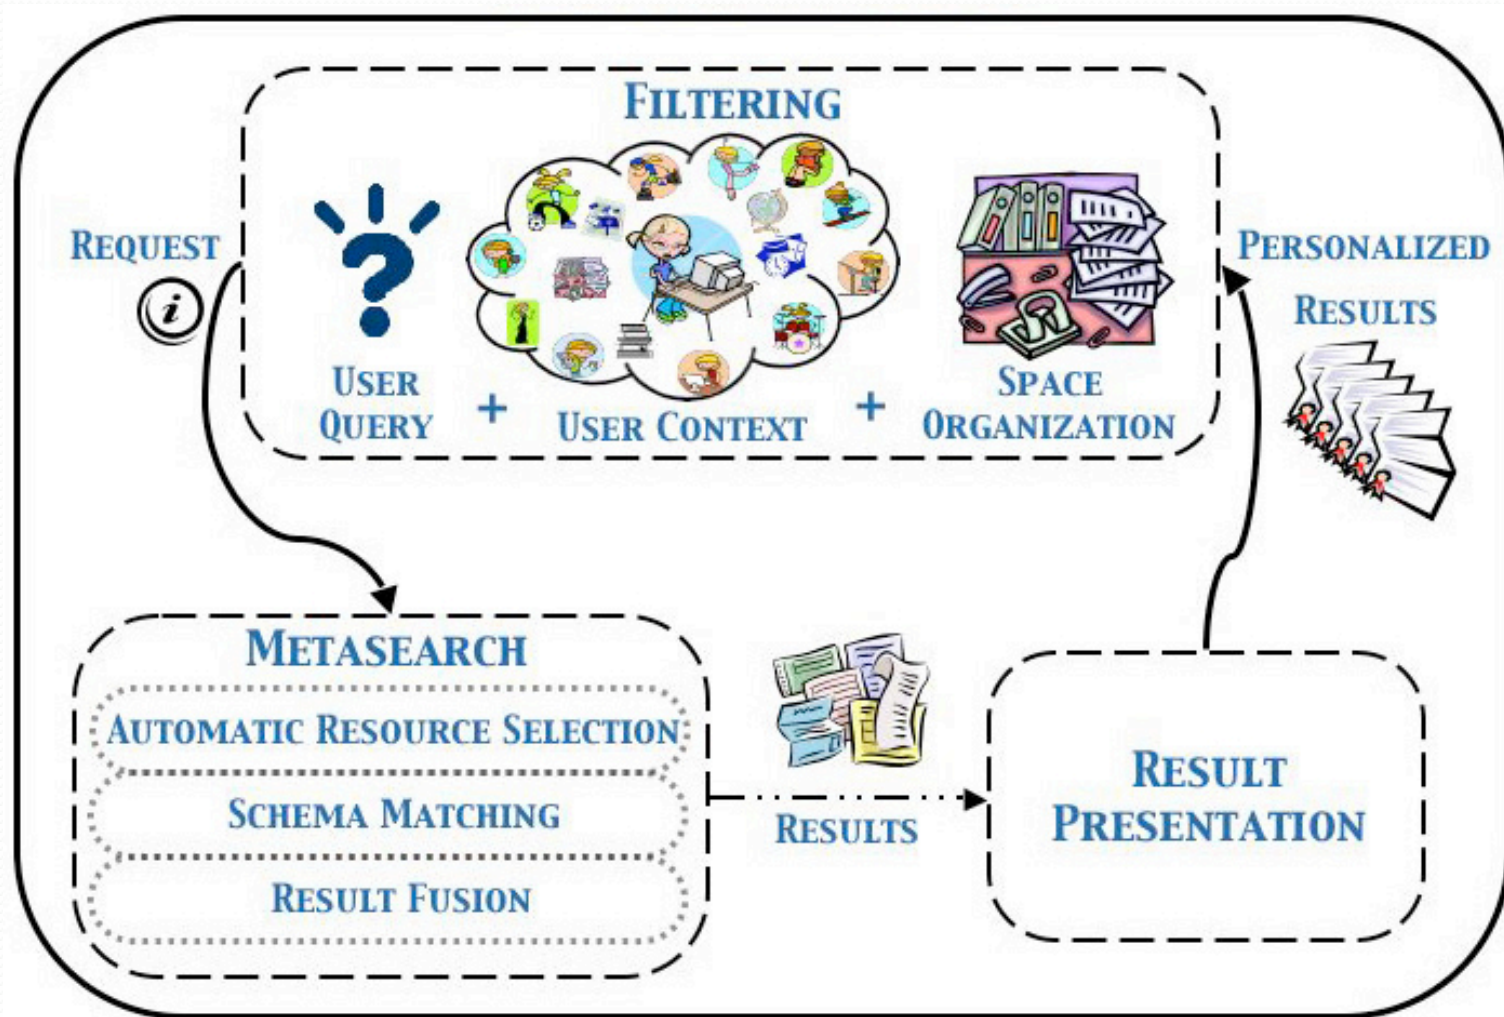 FILTERING
REQUEST
i
USER
QUERY
+
USER CONTEXT
+
SPACE
ORGANIZATION
PERSONALIZED
RESULTS
METASEARCH
AUTOMATIC RESOURCE SELECTION
SCHEMA MATCHING
RESULT FUSION
RESULTS
RESULT
PRESENTATION